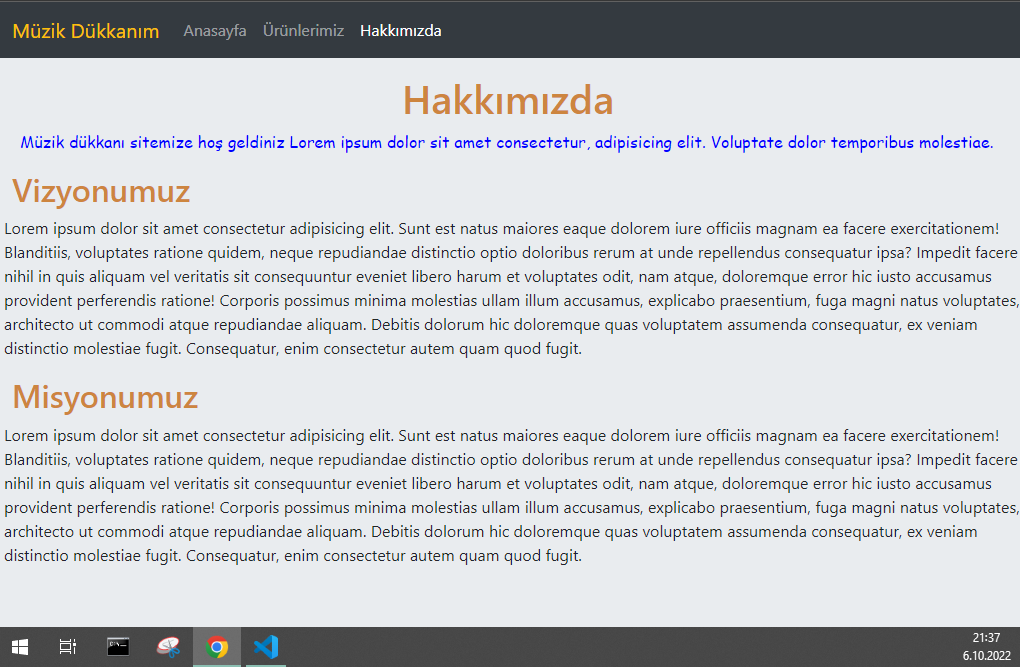 Müzik Dükkanım Anasayfa Ürünlerimiz Hakkımızda
Hakkımızda
Müzik dükkanı sitemize hoş geldiniz Lorem ipsum dolor sit amet consectetur, adipisicing elit. Voluptate dolor temporibus molestiae.
Vizyonumuz
Lorem ipsum dolor sit amet consectetur adipisicing elit. Sunt est natus maiores eaque dolorem iure officiis magnam ea facere exercitationem!
Blanditiis, voluptates ratione quidem, neque repudiandae distinctio optio doloribus rerum at unde repellendus consequatur ipsa? Impedit facere
nihil in quis aliquam vel veritatis sit consequuntur eveniet libero harum et voluptates odit, nam atque, doloremque error hic iusto accusamus
provident perferendis ratione! Corporis possimus minima molestias ullam illum accusamus, explicabo praesentium, fuga magni natus voluptates,
architecto ut commodi atque repudiandae aliquam. Debitis dolorum hic doloremque quas voluptatem assumenda consequatur, ex veniam
distinctio molestiae fugit. Consequatur, enim consectetur autem quam quod fugit.
Misyonumuz
Lorem ipsum dolor sit amet consectetur adipisicing elit. Sunt est natus maiores eaque dolorem iure officiis magnam ea facere exercitationem!
Blanditiis, voluptates ratione quidem, neque repudiandae distinctio optio doloribus rerum at unde repellendus consequatur ipsa? Impedit facere
nihil in quis aliquam vel veritatis sit consequuntur eveniet libero harum et voluptates odit, nam atque, doloremque error hic iusto accusamus
provident perferendis ratione! Corporis possimus minima molestias ullam illum accusamus, explicabo praesentium, fuga magni natus voluptates,
architecto ut commodi atque repudiandae aliquam. Debitis dolorum hic doloremque quas voluptatem assumenda consequatur, ex veniam
distinctio molestiae fugit. Consequatur, enim consectetur autem quam quod fugit.
21:37
6.10.2022